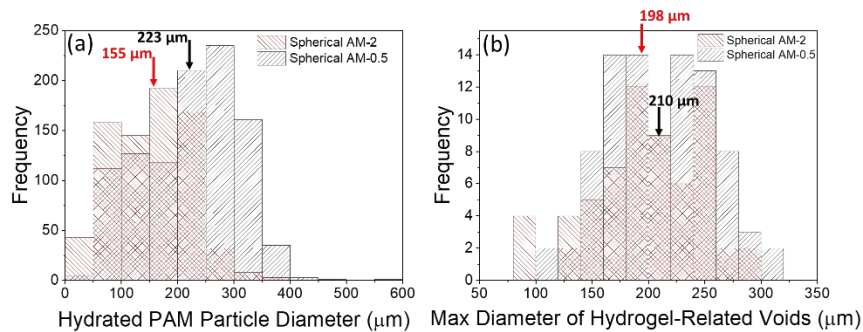 (a)
223 µm
155 µm
Spherical AM-2
Spherical AM-0.5
250
200
150
100
50
0
Frequency
0 100 200 300 400 500 600
Hydrated PAM Particle Diameter (µm)
(b)
198 µm
210 µm
Spherical AM-2
Spherical AM-0.5
14
12
10
8
6
4
2
0
Frequency
50 100 150 200 250 300 350
Max Diameter of Hydrogel-Related Voids (µm)